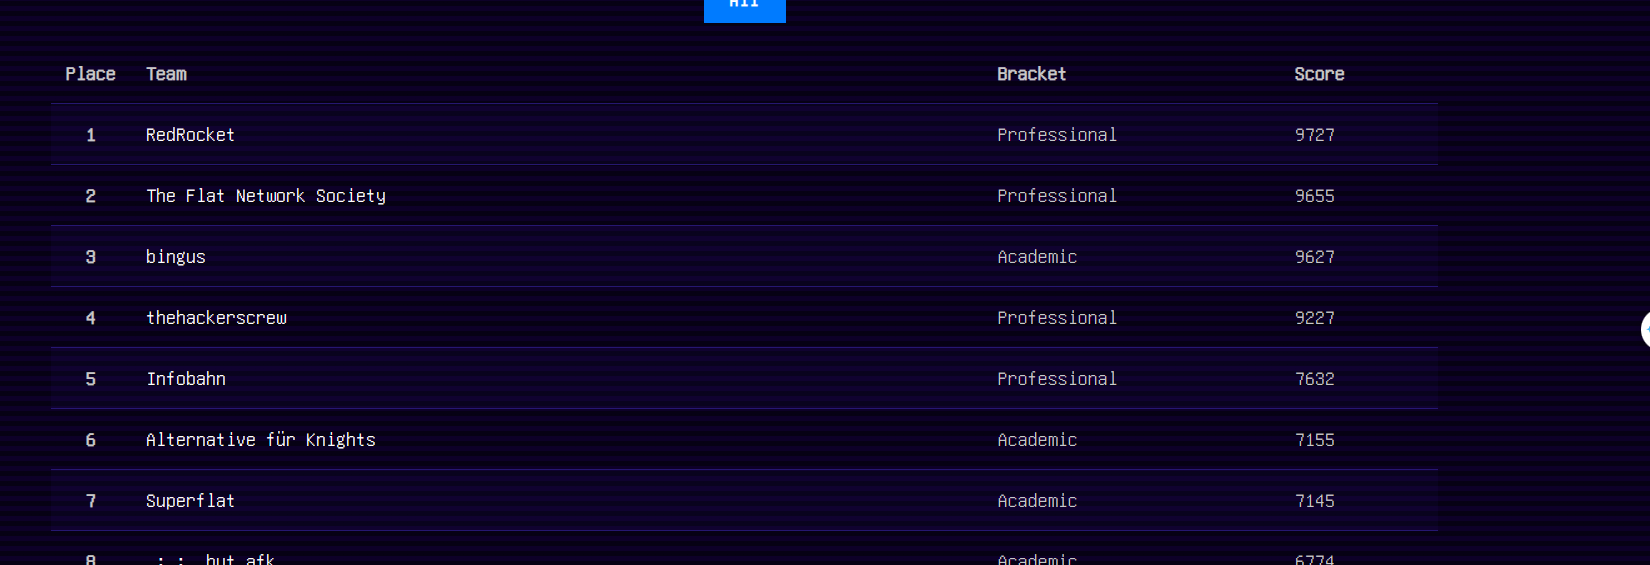 All
Place Team Bracket Score
1 RedRocket Professional 9727
2 The Flat Network Society Professional 9655
3 bingus Academic 9627
4 thehackerscrew Professional 9227
5 Infobahn Professional 7632
6 Alternative für Knights Academic 7155
7 Superflat Academic 7145
8 but afk Academic 6774